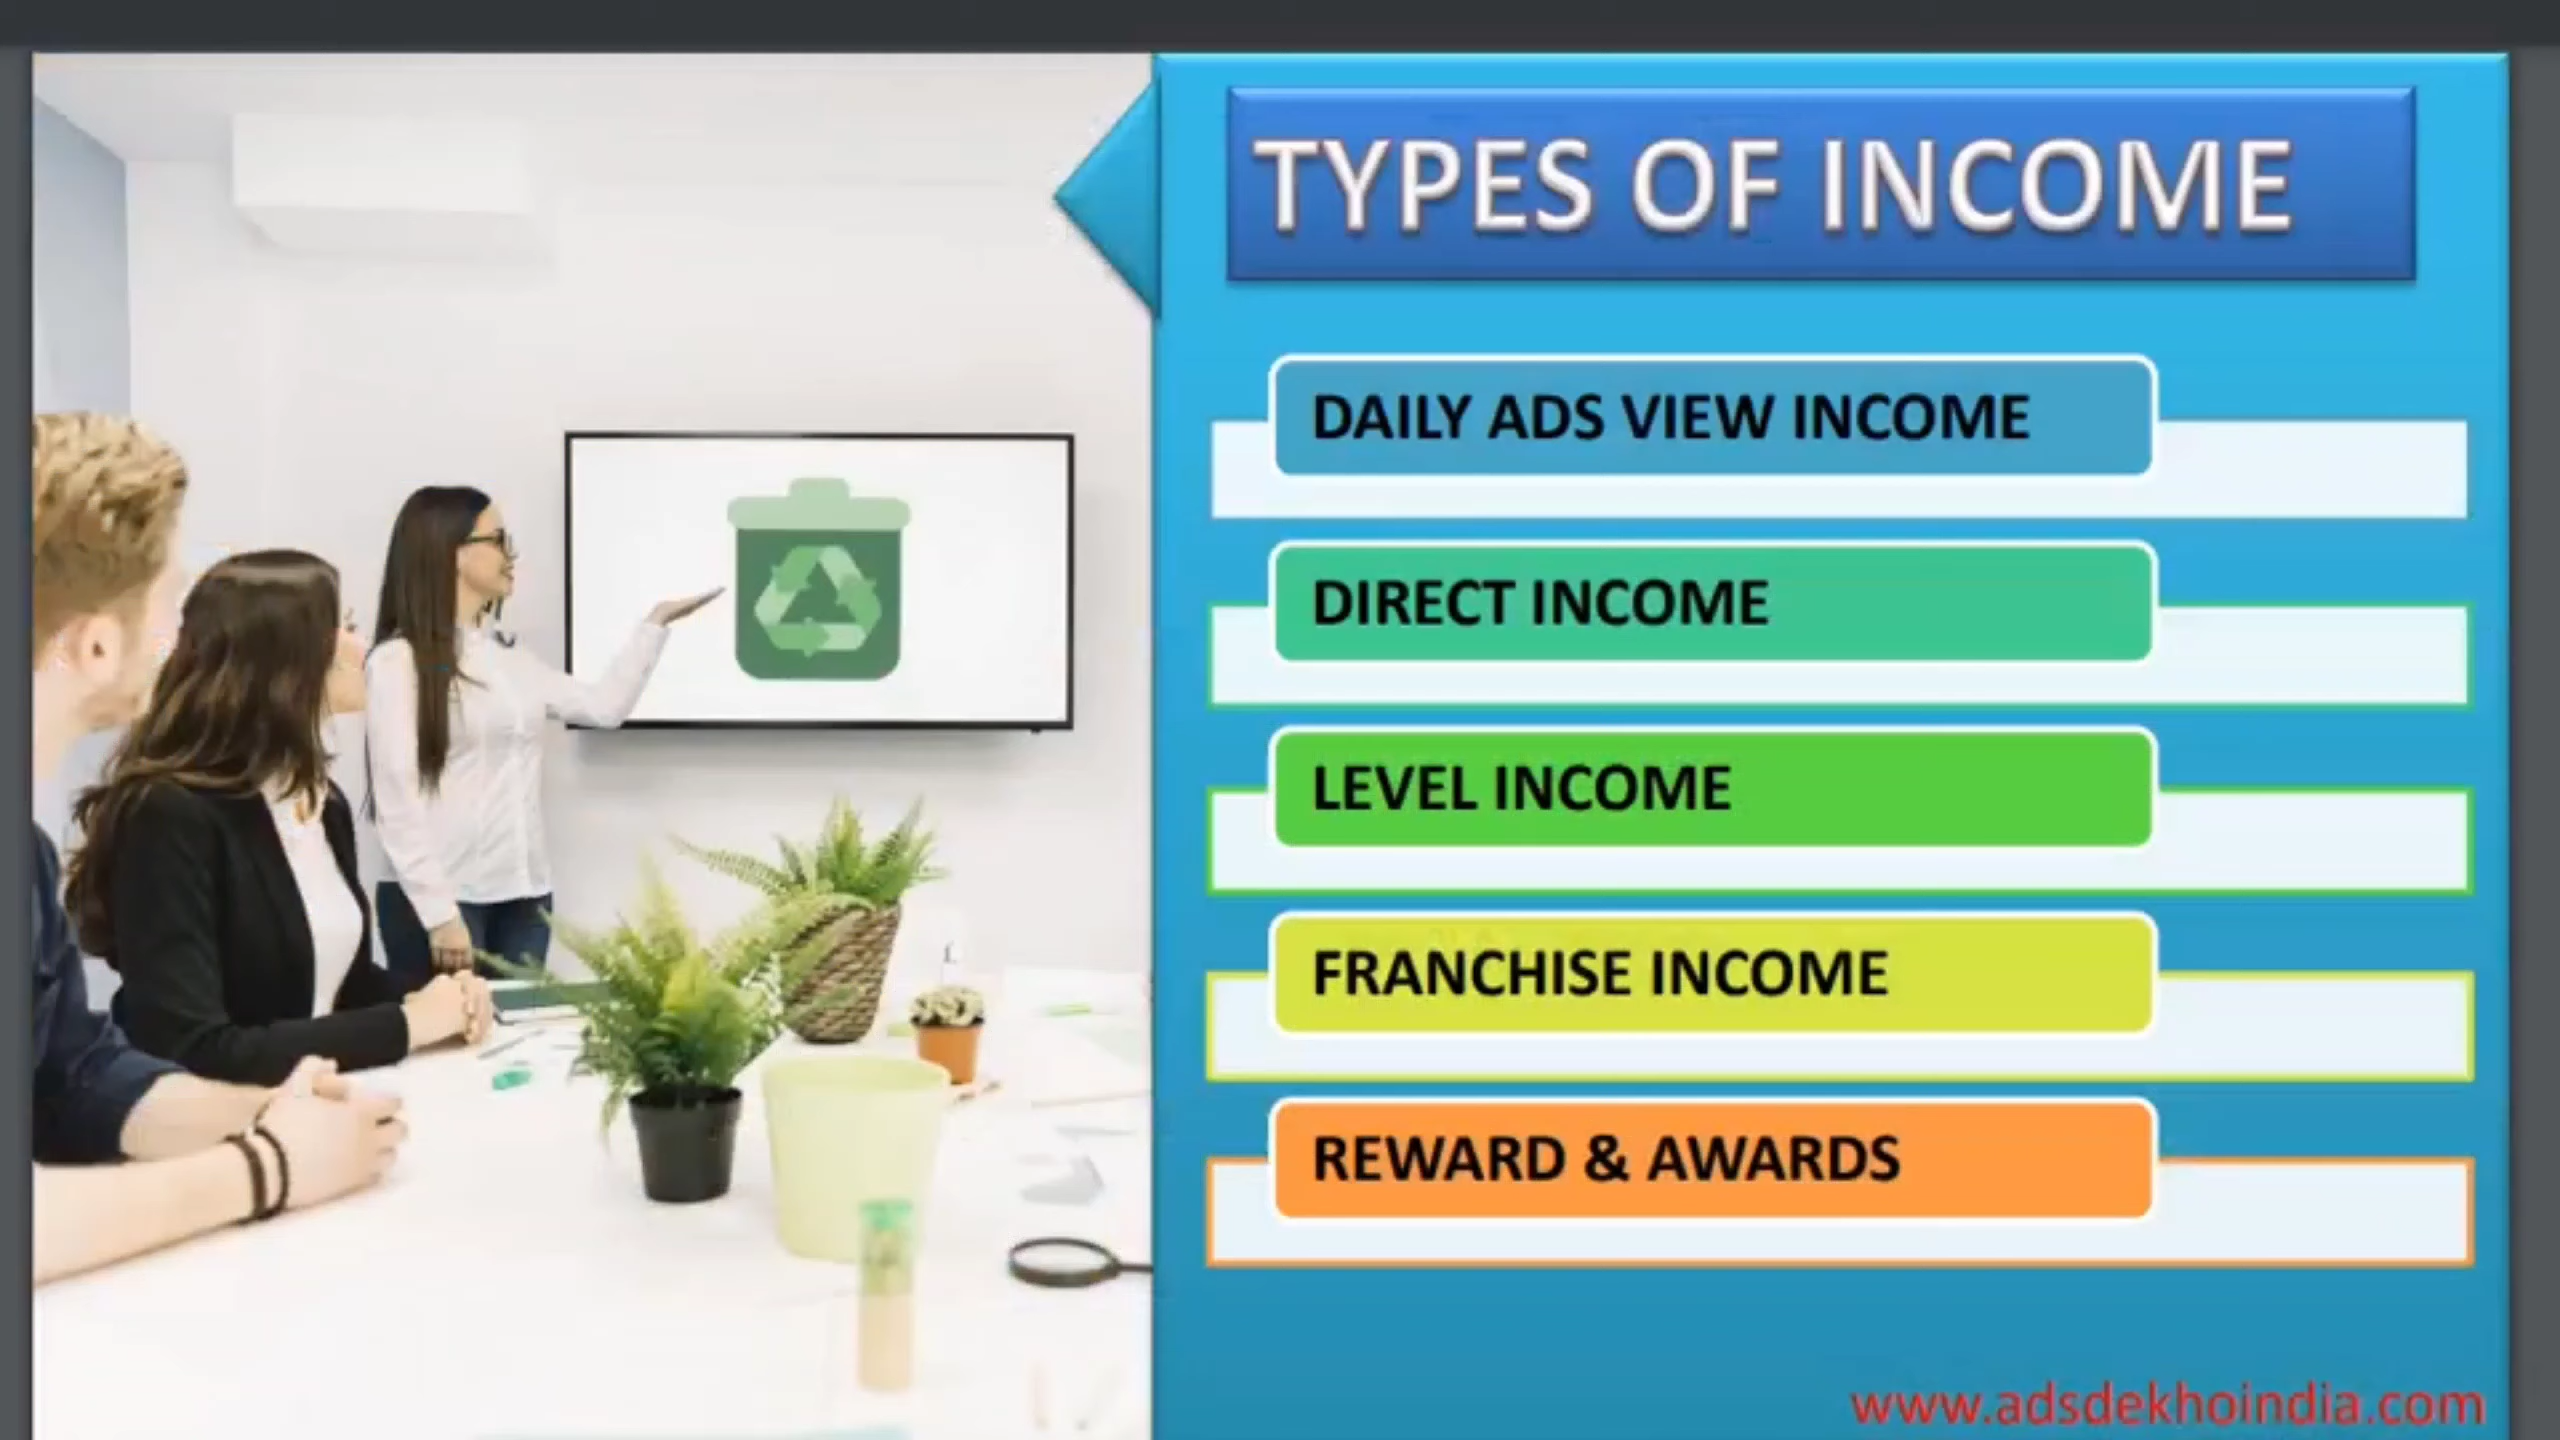 TYPES OF INCOME
DAILY ADS VIEW INCOME
DIRECT INCOME
LEVEL INCOME
FRANCHISE INCOME
REWARD & AWARDS
www.adsdekhoindia.com